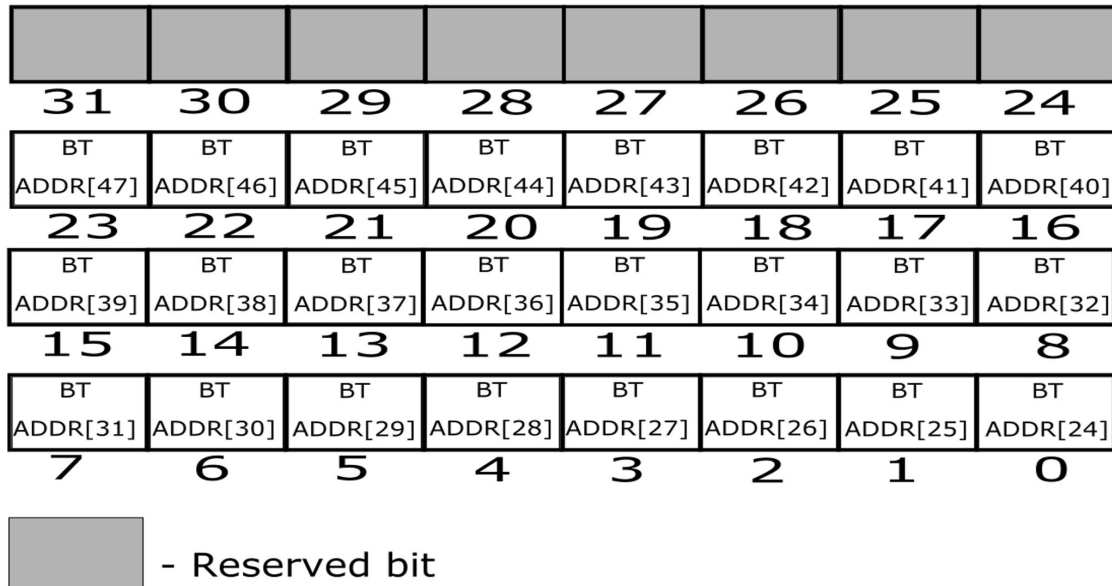 31 30 29 28 27 26 25 24
BT BT BT BT BT BT BT BT
ADDR[47] ADDR[46] ADDR[45] ADDR[44] ADDR[43] ADDR[42] ADDR[41] ADDR[40]
23 22 21 20 19 18 17 16
BT BT BT BT BT BT BT BT
ADDR[39] ADDR[38] ADDR[37] ADDR[36] ADDR[35] ADDR[34] ADDR[33] ADDR[32]
15 14 13 12 11 10 9 8
BT BT BT BT BT BT BT BT
ADDR[31] ADDR[30] ADDR[29] ADDR[28] ADDR[27] ADDR[26] ADDR[25] ADDR[24]
7 6 5 4 3 2 1 0
- Reserved bit